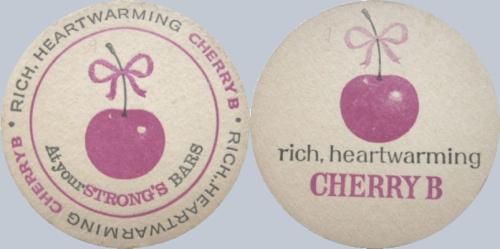 • RICH, HEARTWARMING CHERRY B • RICH, HEARTWARMING CHERRY B
At your STRONG'S BARS
rich, heartwarming
CHERRY B